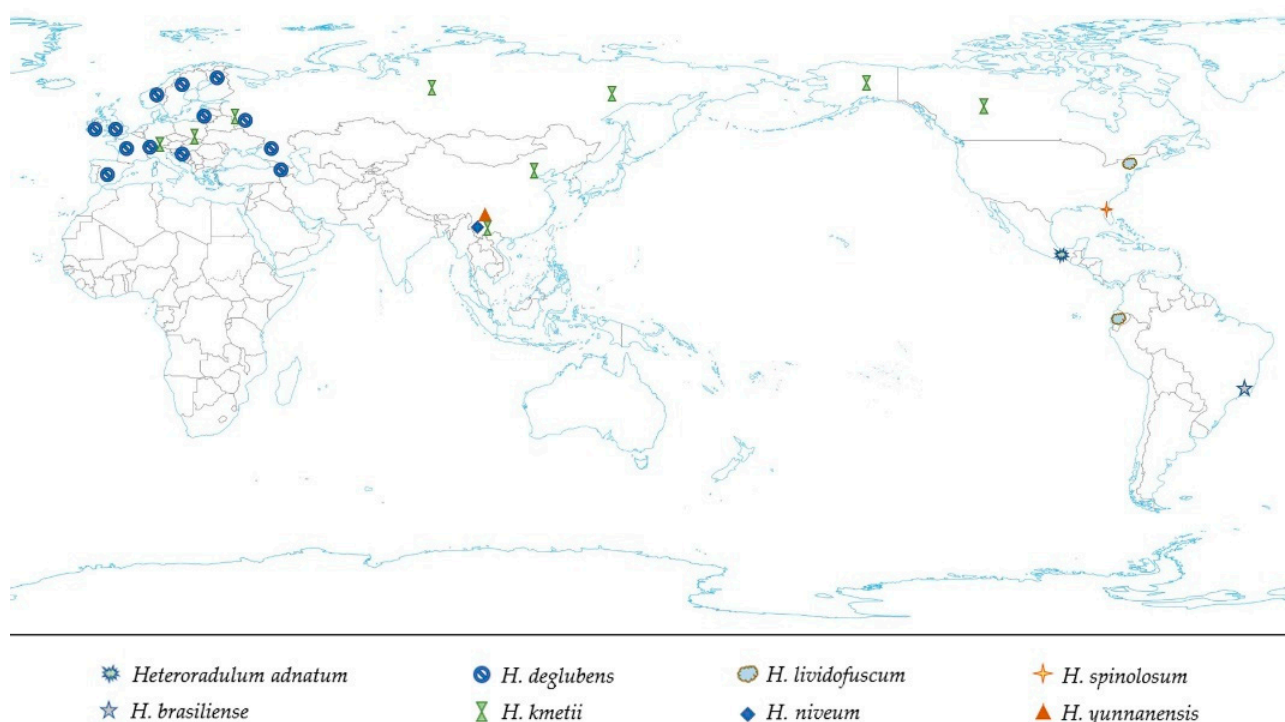 Heteroradulum adnatum H. deglubens H. lividofuscum H. spinolosum
H. brasiliense H. kmetii H. niveum H. yunnanensis